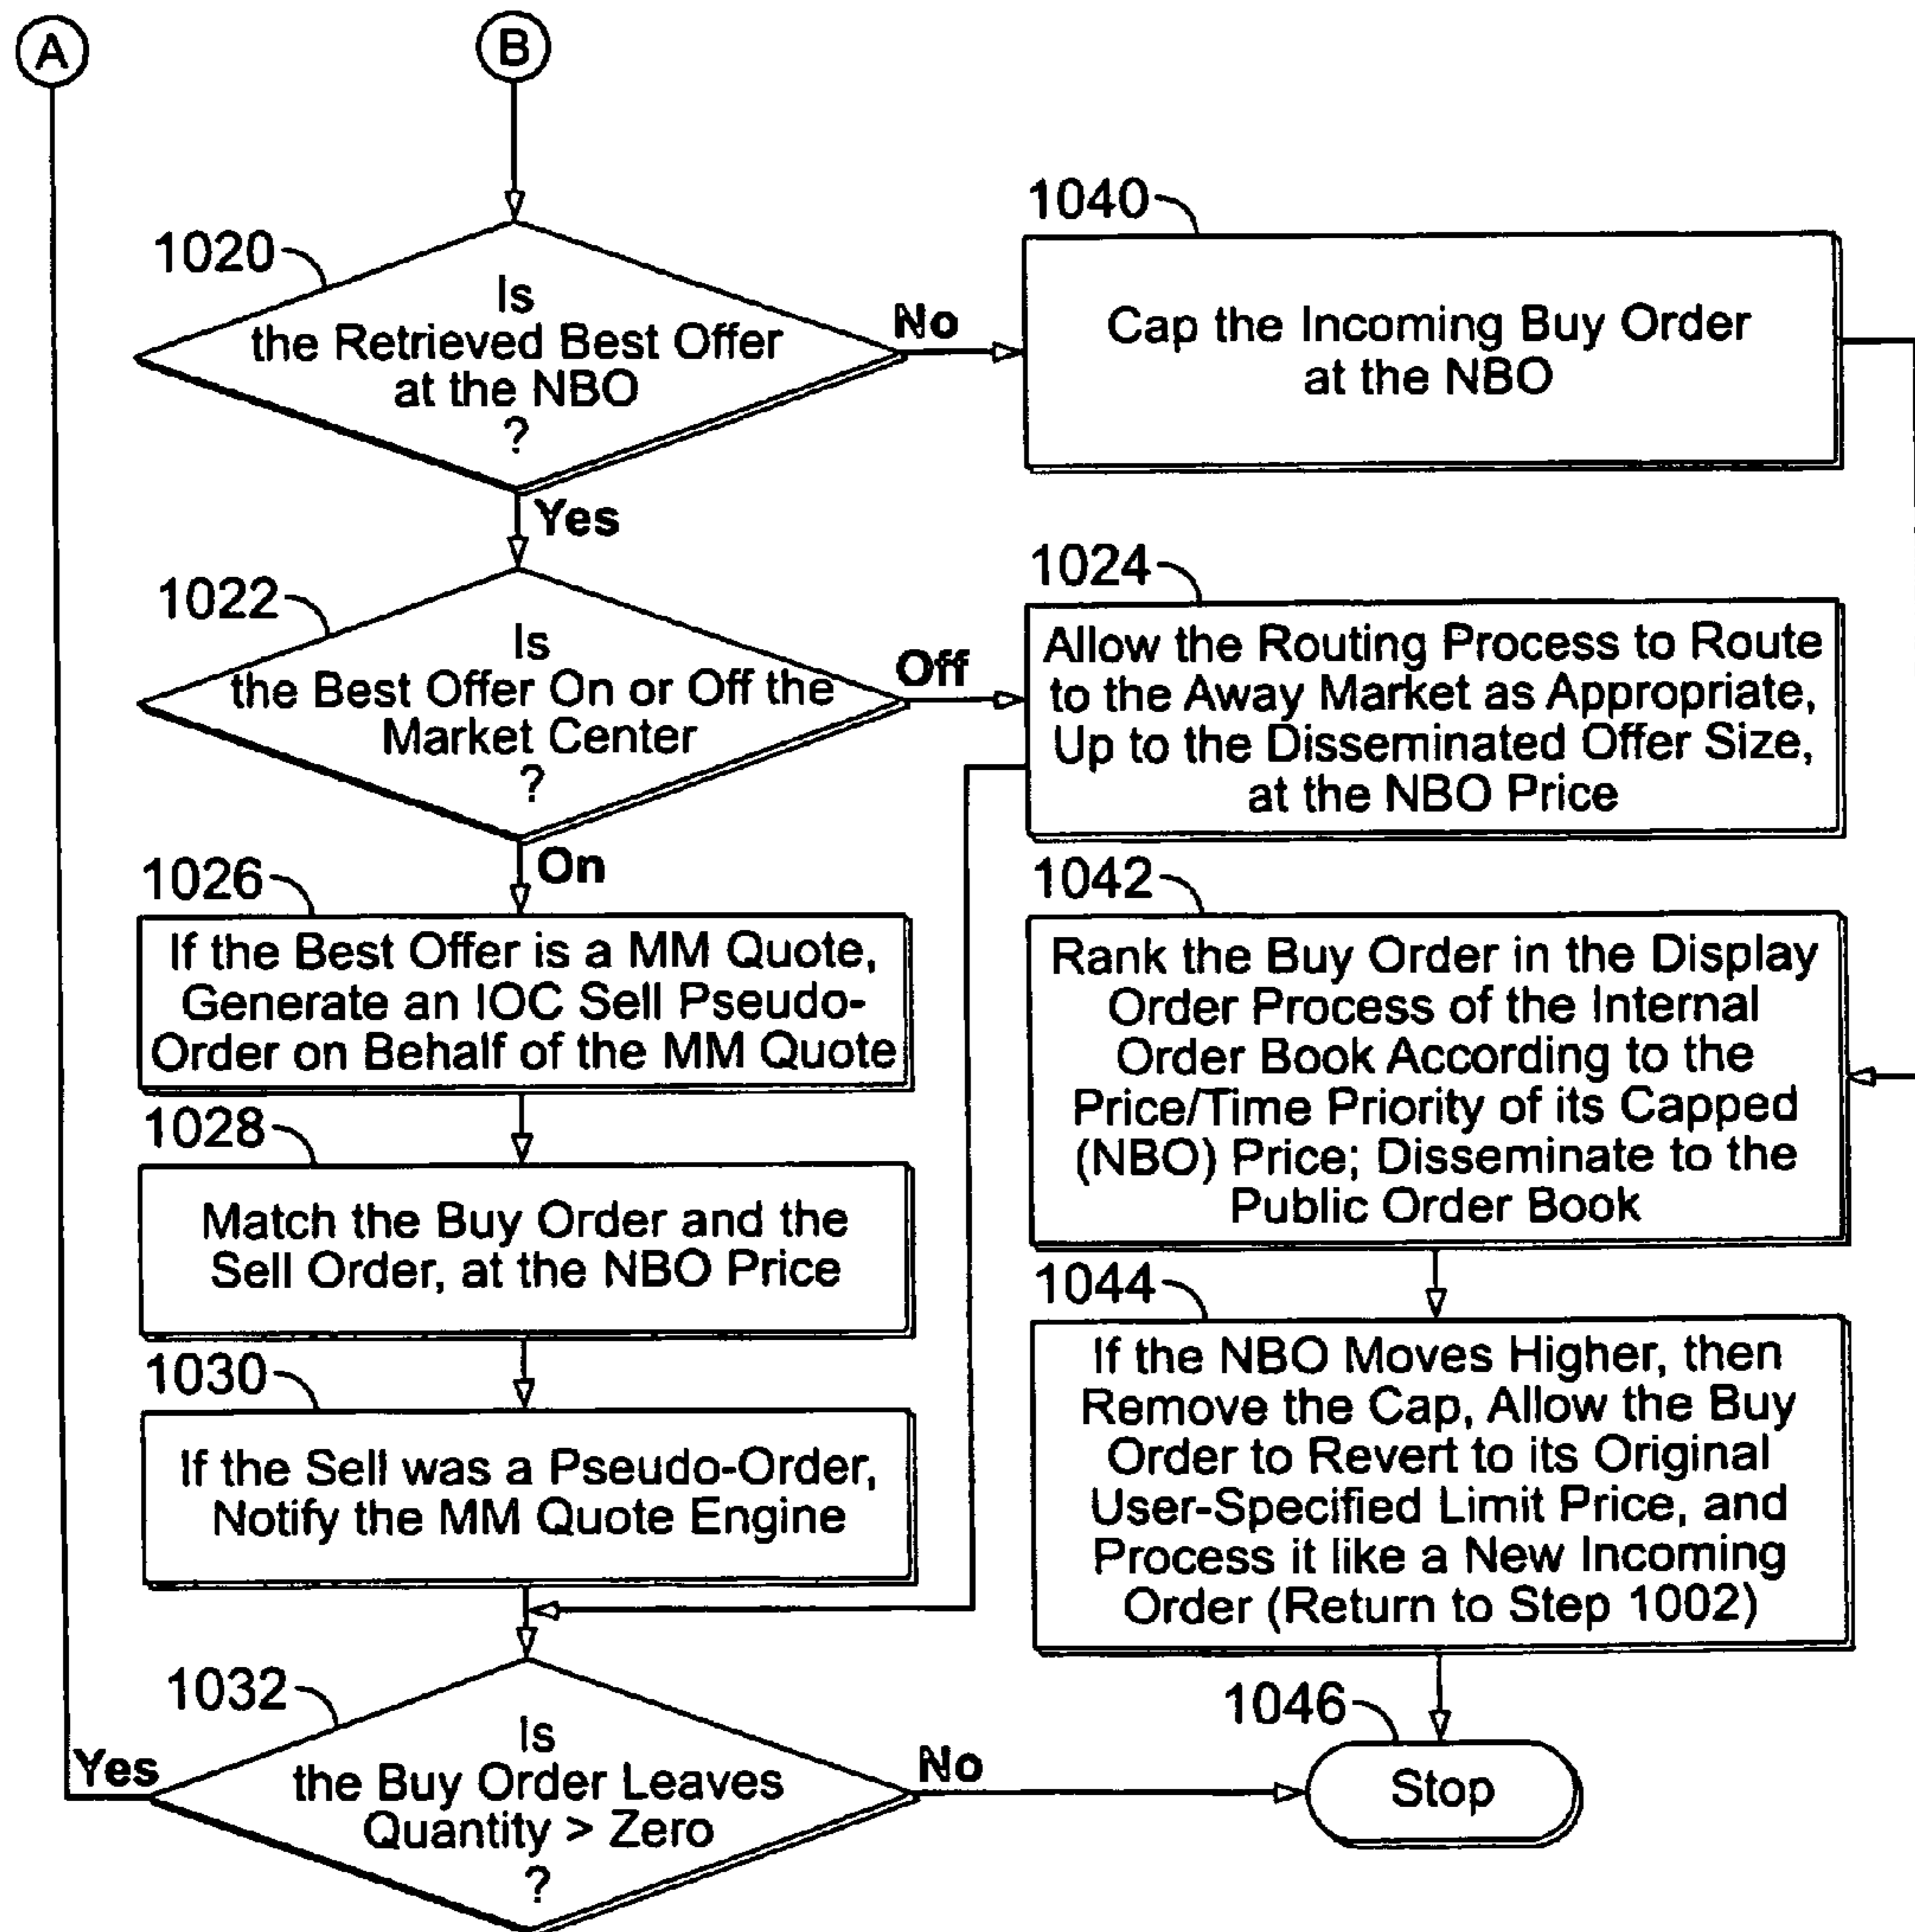 A
B
1020
Is
the Retrieved Best Offer
at the NBO
?
No
Yes
1040
Cap the Incoming Buy Order
at the NBO
1022
Is
the Best Offer On or Off the
Market Center
?
Off
On
1024
Allow the Routing Process to Route
to the Away Market as Appropriate,
Up to the Disseminated Offer Size,
at the NBO Price
1026
If the Best Offer is a MM Quote,
Generate an IOC Sell Pseudo-
Order on Behalf of the MM Quote
1042
Rank the Buy Order in the Display
Order Process of the Internal
Order Book According to the
Price/Time Priority of its Capped
(NBO) Price; Disseminate to the
Public Order Book
1028
Match the Buy Order and the
Sell Order, at the NBO Price
1044
If the NBO Moves Higher, then
Remove the Cap, Allow the Buy
Order to Revert to its Original
User-Specified Limit Price, and
Process it like a New Incoming
Order (Return to Step 1002)
1030
If the Sell was a Pseudo-Order,
Notify the MM Quote Engine
1032
Is
the Buy Order Leaves
Quantity > Zero
?
Yes
No
1046
Stop